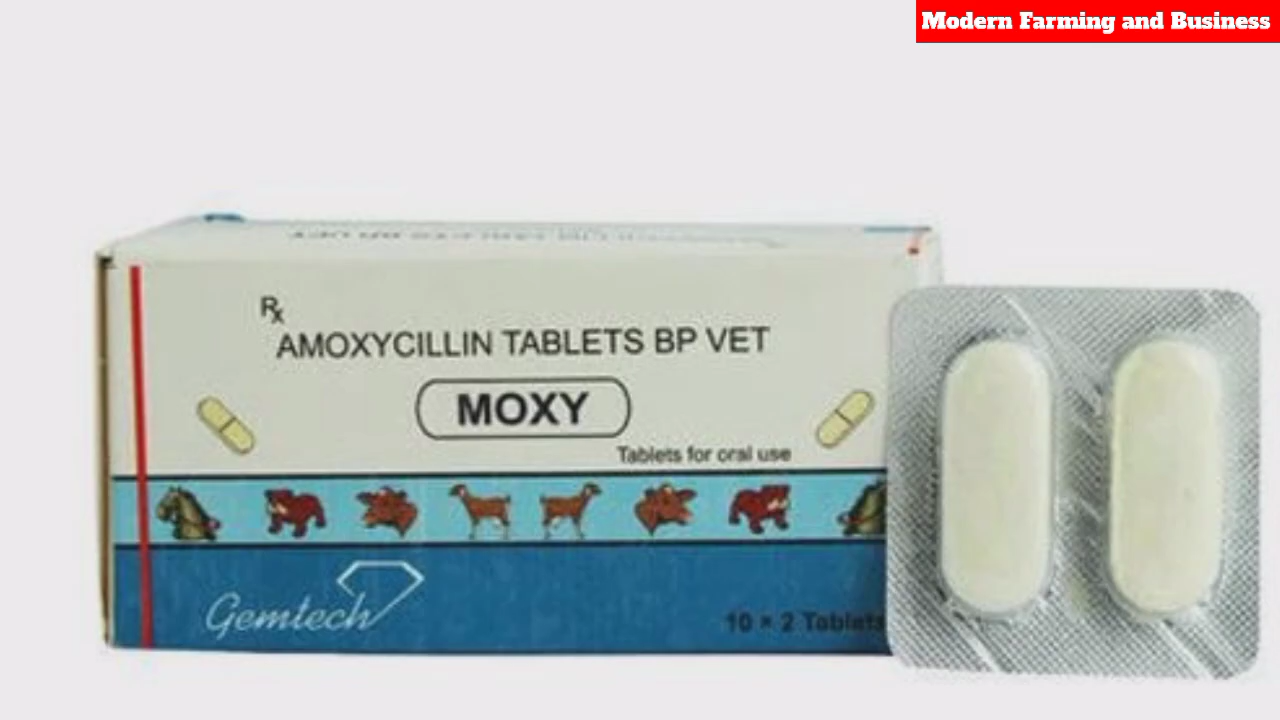 Modern Farming and Business
Rx
AMOXYCILLIN TABLETS BP VET
MOXY
Tablets for oral use
Gemtech
10 × 2 Tablets